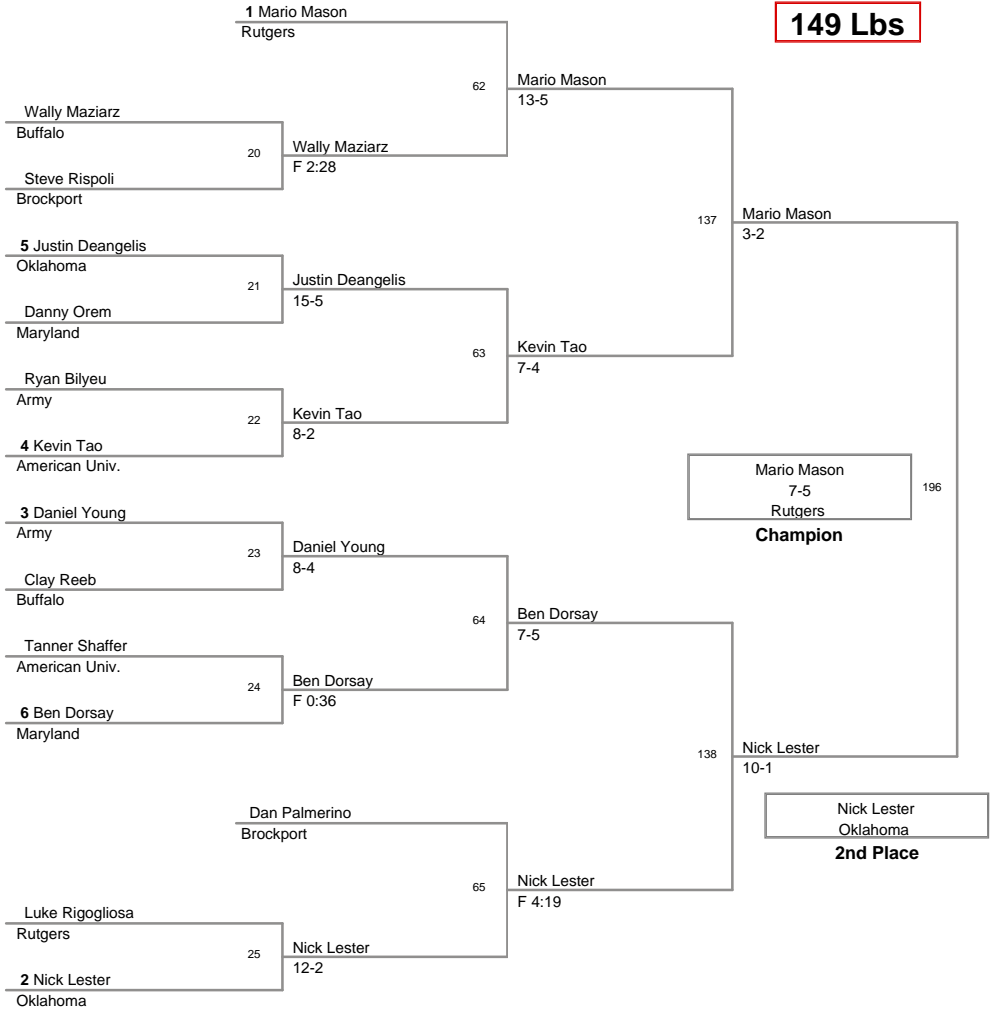 1 Mario Mason
Rutgers
149 Lbs
62
Mario Mason
13-5
Wally Maziarz
Buffalo
20
Wally Maziarz
F 2:28
Steve Rispoli
Brockport
137
Mario Mason
3-2
5 Justin Deangelis
Oklahoma
21
Justin Deangelis
15-5
Danny Orem
Maryland
63
Kevin Tao
7-4
Ryan Bilyeu
Army
22
Kevin Tao
8-2
4 Kevin Tao
American Univ.
Mario Mason
7-5
Rutgers
196
Champion
3 Daniel Young
Army
23
Daniel Young
8-4
Clay Reeb
Buffalo
64
Ben Dorsay
7-5
Tanner Shaffer
American Univ.
24
Ben Dorsay
F 0:36
6 Ben Dorsay
Maryland
138
Nick Lester
10-1
Nick Lester
Oklahoma
2nd Place
Dan Palmerino
Brockport
65
Nick Lester
F 4:19
Luke Rigogliosa
Rutgers
25
Nick Lester
12-2
2 Nick Lester
Oklahoma